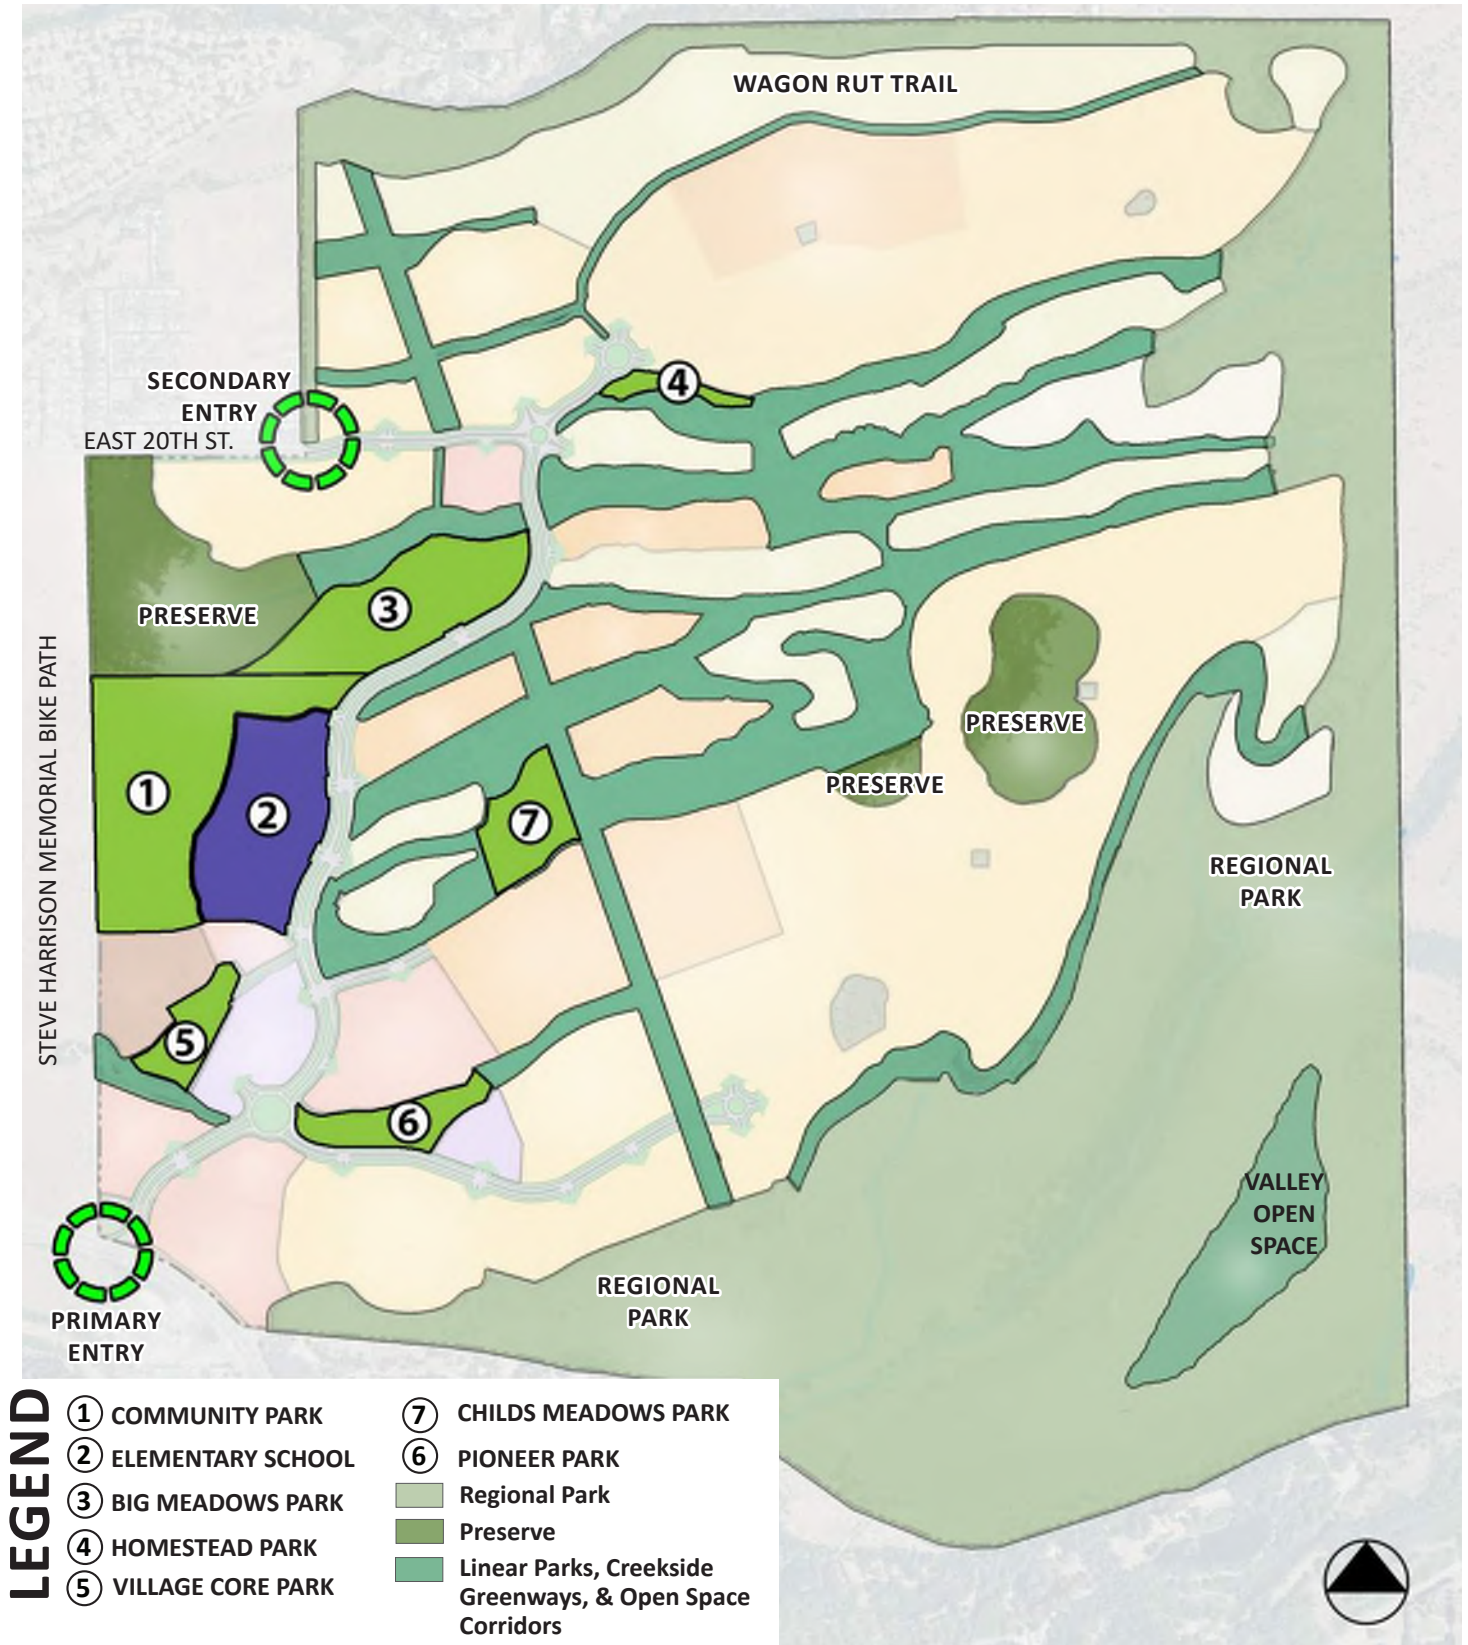 WAGON RUT TRAIL
4
SECONDARY
ENTRY
EAST 20TH ST.
3
PRESERVE
STEVE HARRISON MEMORIAL BIKE PATH
PRESERVE
PRESERVE
1
2
7
REGIONAL
PARK
5
6
VALLEY
OPEN
SPACE
REGIONAL
PARK
PRIMARY
ENTRY
LEGEND
1 COMMUNITY PARK
2 ELEMENTARY SCHOOL
3 BIG MEADOWS PARK
4 HOMESTEAD PARK
5 VILLAGE CORE PARK
7 CHILDS MEADOWS PARK
6 PIONEER PARK
Regional Park
Preserve
Linear Parks, Creekside
Greenways, & Open Space
Corridors